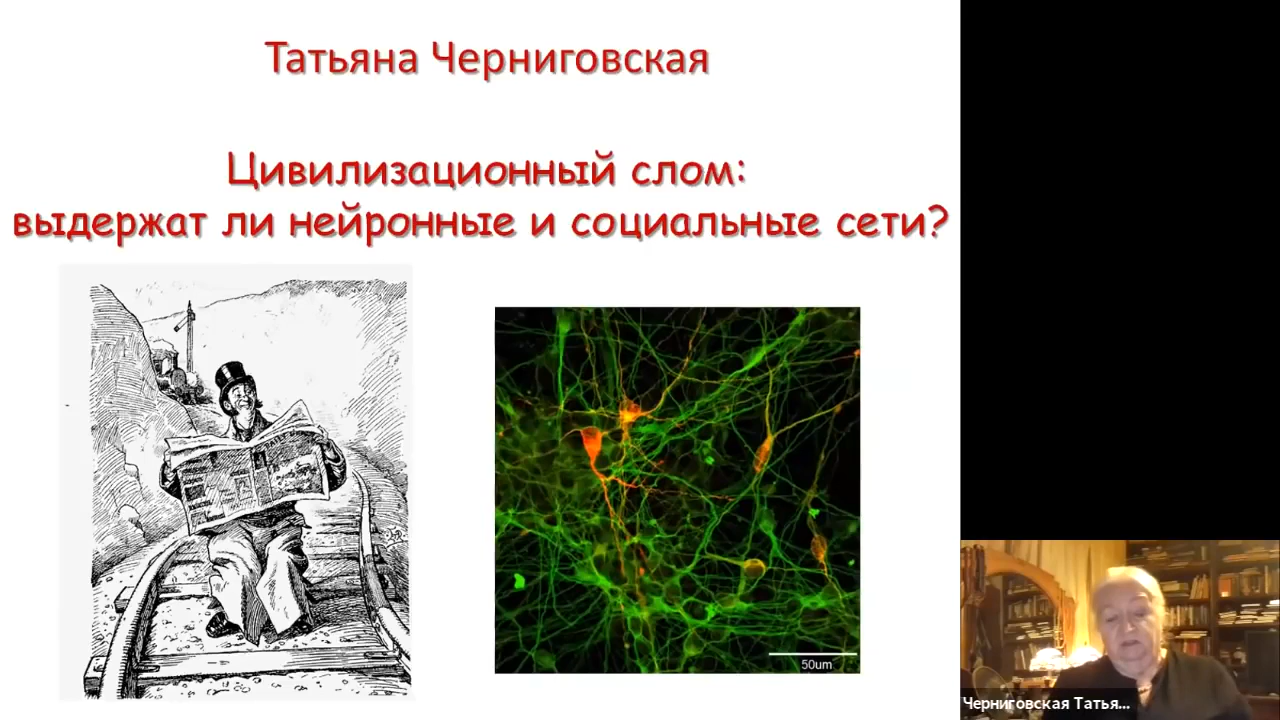 Татьяна Черниговская
Цивилизационный слом:
выдержат ли нейронные и социальные сети?
50um
Черниговская Татья...